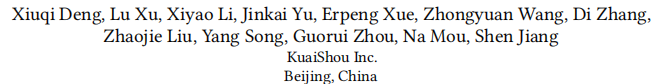 Xiuqi Deng, Lu Xu, Xiyao Li, Jinkai Yu, Erpeng Xue, Zhongyuan Wang, Di Zhang,
Zhaojie Liu, Yang Song, Guorui Zhou, Na Mou, Shen Jiang
KuaiShou Inc.
Beijing, China